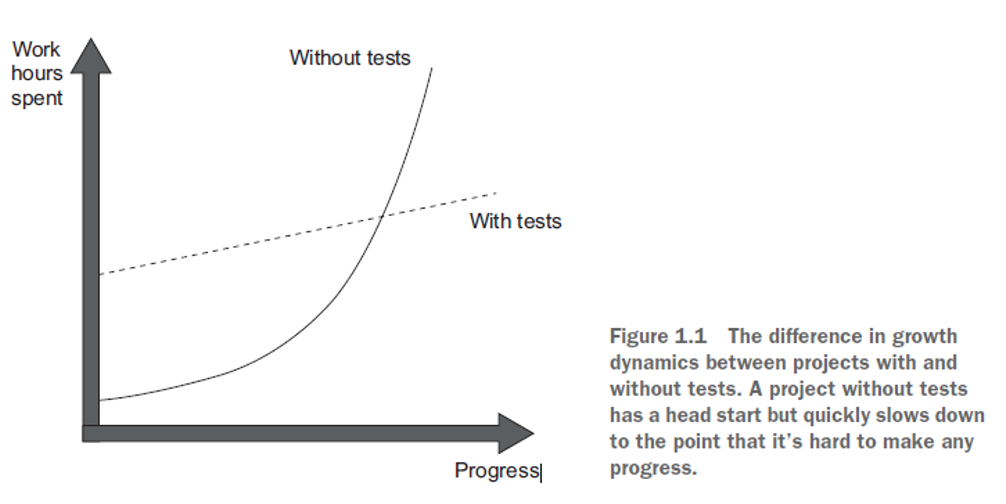 Work
hours
spent
Without tests
With tests
Progress
Figure 1.1 The difference in growth
dynamics between projects with and
without tests. A project without tests
has a head start but quickly slows down
to the point that it’s hard to make any
progress.